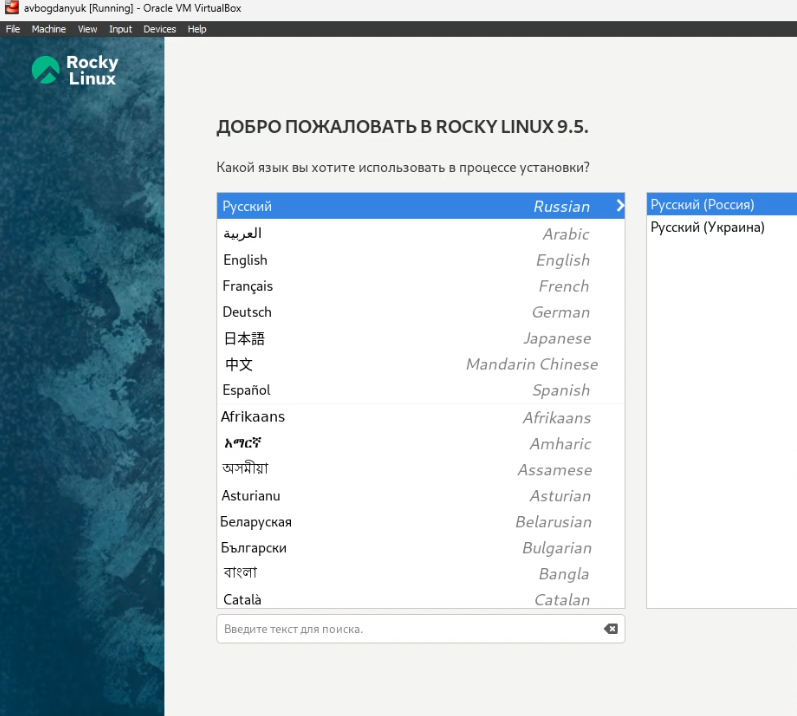 avbogdanyuk [Running] - Oracle VM VirtualBox
File Machine View Input Devices Help
Rocky
Linux
ДОБРО ПОЖАЛОВАТЬ В ROCKY LINUX 9.5.
Какой язык вы хотите использовать в процессе установки?
Русский Russian
العربية Arabic
English English
Français French
Deutsch German
日本語 Japanese
中文 Mandarin Chinese
Español Spanish
Afrikaans Afrikaans
አማርኛ Amharic
অসমীয়া Assamese
Asturianu Asturian
Беларуская Belarusian
Български Bulgarian
বাংলা Bangla
Català Catalan
Введите текст для поиска.
Русский (Россия)
Русский (Украина)